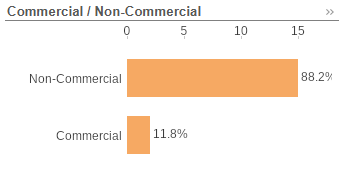 Commercial / Non-Commercial »
0 5 10 15
Non-Commercial 88.2%
Commercial 11.8%